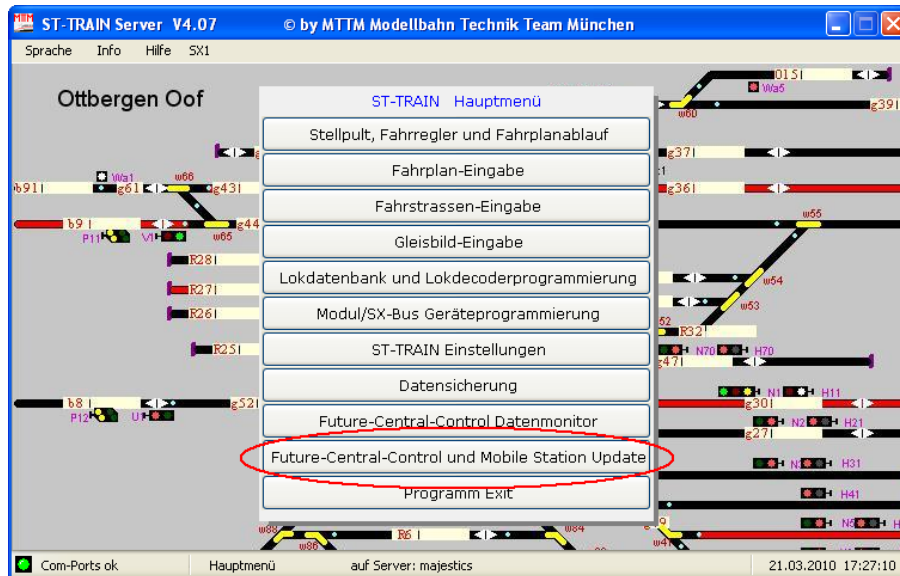 ST-TRAIN Server V4.07 © by MTTM Modellbahn Technik Team München
Sprache Info Hilfe SX1
Ottbergen Oof
ST-TRAIN Hauptmenü
Stellpult, Fahrregler und Fahrplanablauf
Fahrplan-Eingabe
Fahrstrassen-Eingabe
Gleisbild-Eingabe
Lokdatenbank und Lokdecoderprogrammierung
Modul/SX-Bus Geräteprogrammierung
ST-TRAIN Einstellungen
Datensicherung
Future-Central-Control Datenmonitor
Future-Central-Control und Mobile Station Update
Programm Exit
Wa1
w66
b91
g61
g43
b9
g44
P11
V1
w65
R28
R27
R26
R25
b8
g52
P12
U1
w88
w86
R6
w84
O15
Wa5
w60
g39
g37
g36
w55
w54
w53
R32
N70
H70
g47
N1
H11
g30
N2
H21
g27
H31
H41
N5
Com-Ports ok Hauptmenü auf Server: majestics 21.03.2010 17:27:10